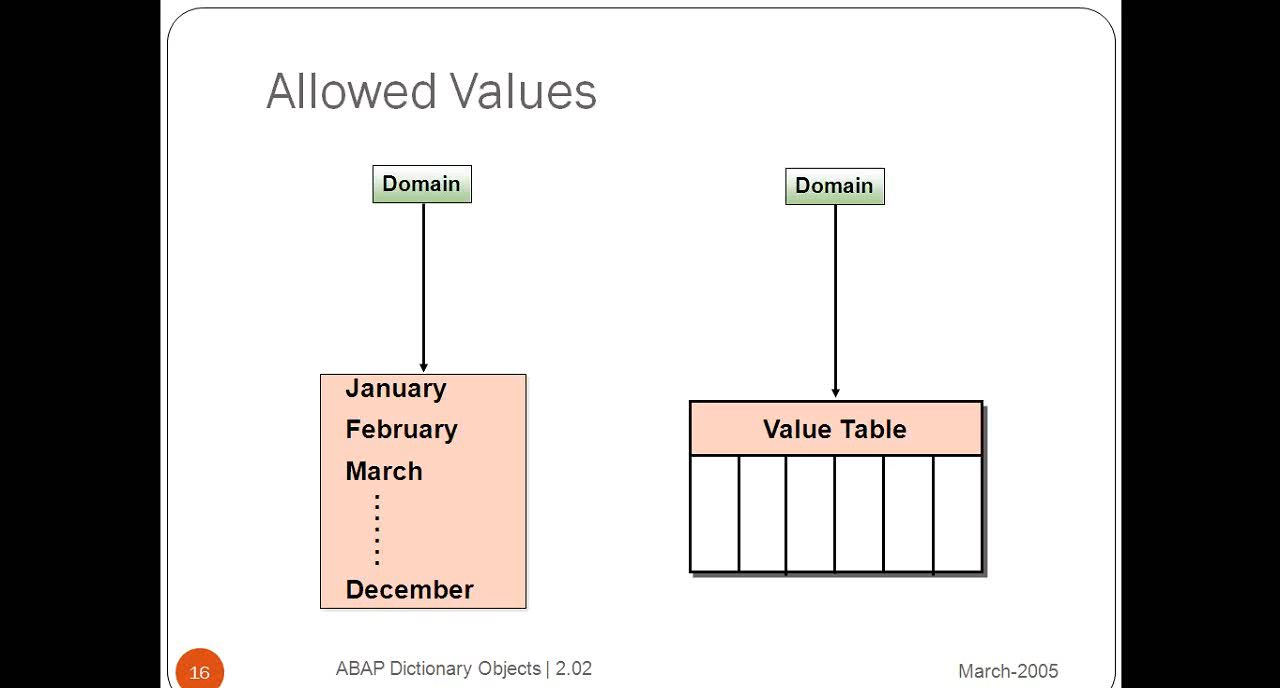 Allowed Values
Domain
Domain
January
February
March
December
Value Table
16
ABAP Dictionary Objects | 2.02
March-2005